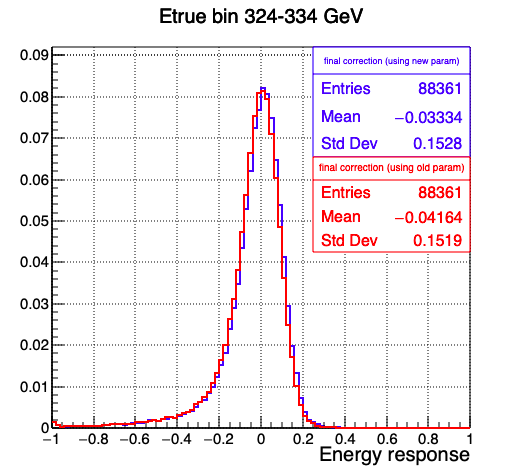 Etrue bin 324-334 GeV
0.09
0.08
0.07
0.06
0.05
0.04
0.03
0.02
0.01
0
final correction (using new param)
Entries 88361
Mean −0.03334
Std Dev 0.1528
final correction (using old param)
Entries 88361
Mean −0.04164
Std Dev 0.1519
−1 −0.8 −0.6 −0.4 −0.2 0 0.2 0.4 0.6 0.8 1
Energy response